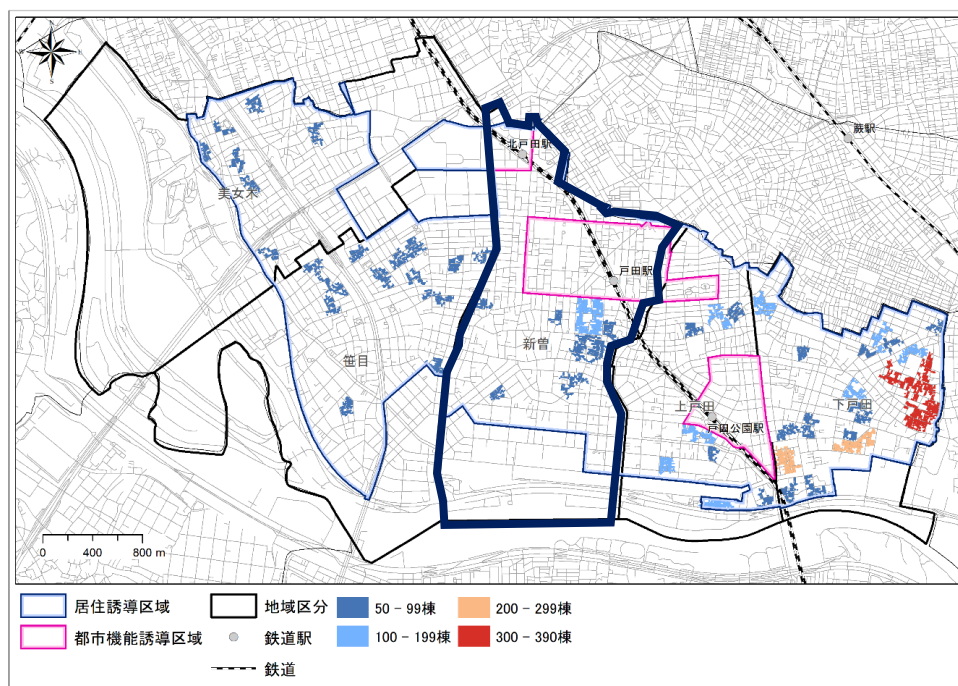 北戸田駅
蕨駅
美女木
戸田駅
新曽
笹目
上戸田
下戸田
戸田公園駅
0 400 800 m
居住誘導区域
地域区分
50 - 99棟
200 - 299棟
都市機能誘導区域
鉄道駅
100 - 199棟
300 - 390棟
鉄道